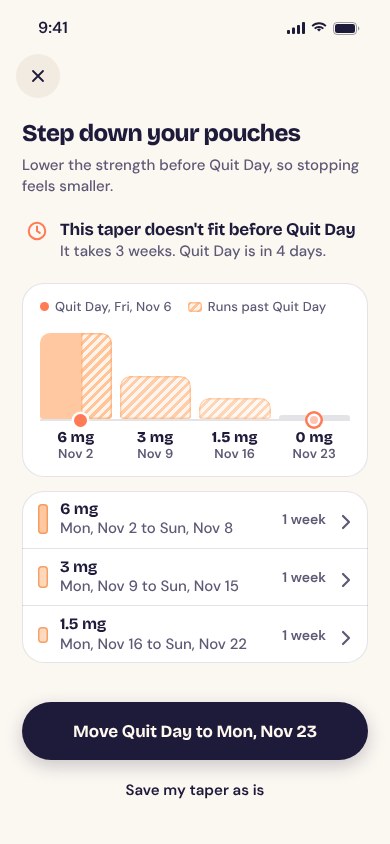 9:41
Step down your pouches
Lower the strength before Quit Day, so stopping
feels smaller.
This taper doesn't fit before Quit Day
It takes 3 weeks. Quit Day is in 4 days.
Quit Day, Fri, Nov 6
Runs past Quit Day
6 mg
Nov 2
3 mg
Nov 9
1.5 mg
Nov 16
0 mg
Nov 23
6 mg
Mon, Nov 2 to Sun, Nov 8
1 week
3 mg
Mon, Nov 9 to Sun, Nov 15
1 week
1.5 mg
Mon, Nov 16 to Sun, Nov 22
1 week
Move Quit Day to Mon, Nov 23
Save my taper as is